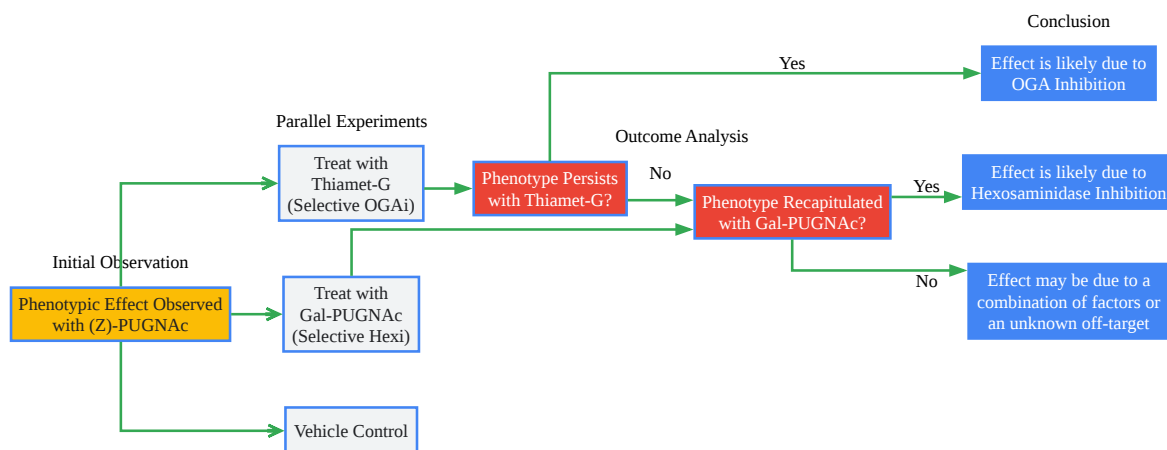 Conclusion
Yes
Effect is likely due to
OGA Inhibition
Parallel Experiments
Outcome Analysis
Treat with
Thiamet-G
(Selective OGAi)
Phenotype Persists
with Thiamet-G?
No
Phenotype Recapitulated
with Gal-PUGNAc?
Yes
Effect is likely due to
Hexosaminidase Inhibition
Initial Observation
Phenotypic Effect Observed
with (Z)-PUGNAc
Treat with
Gal-PUGNAc
(Selective Hexi)
No
Effect may be due to a
combination of factors or
an unknown off-target
Vehicle Control